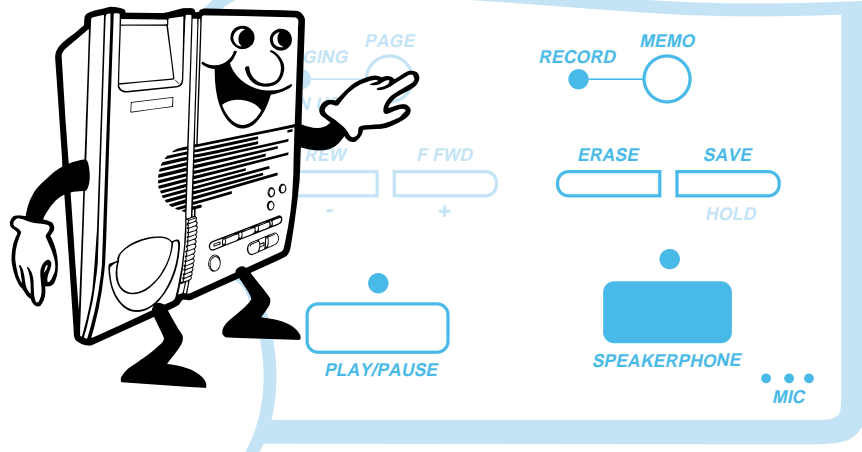 PAGE
MEMO
RECORD
REW
F FWD
ERASE
SAVE
-
+
HOLD
PLAY/PAUSE
SPEAKERPHONE
MIC